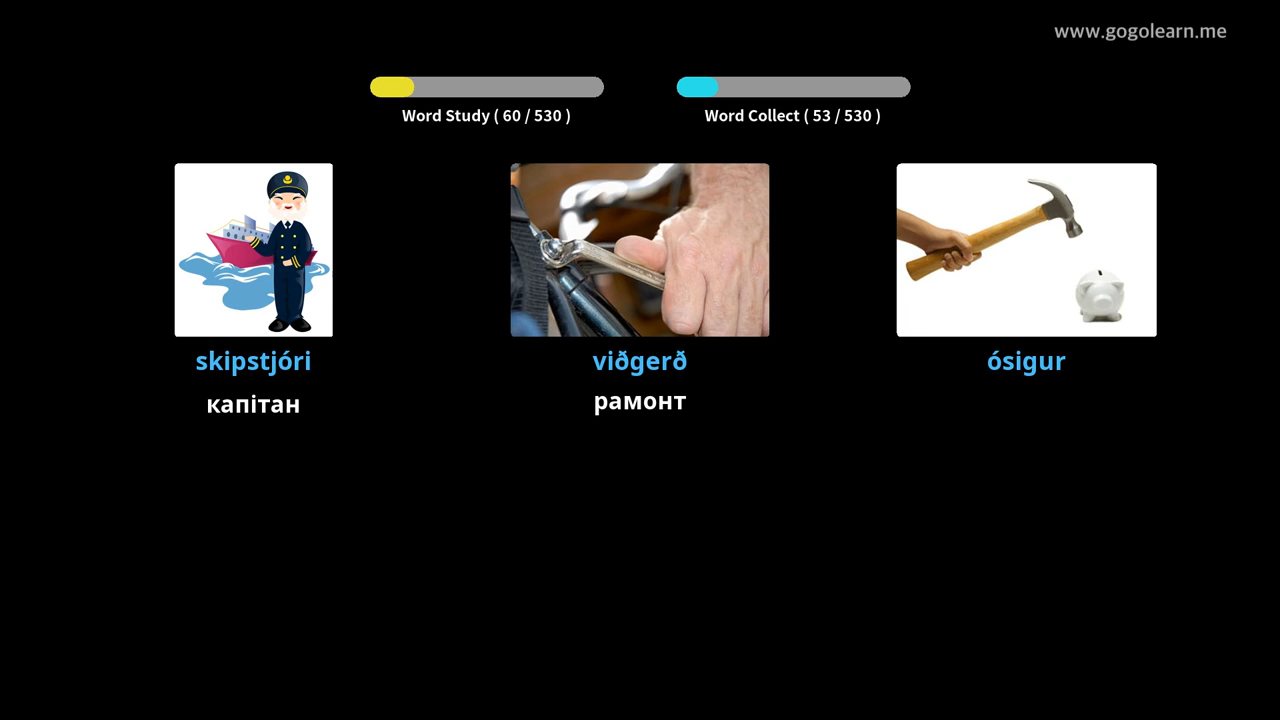 www.gogolearn.me
Word Study ( 60 / 530 )
Word Collect ( 53 / 530 )
skipstjóri
viðgerð
ósigur
капітан
рамонт